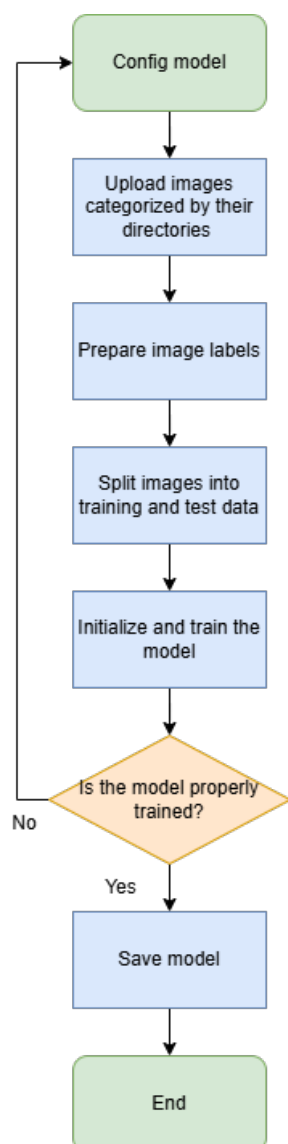 Config model
Upload images
categorized by their
directories
Prepare image labels
Split images into
training and test data
Initialize and train the
model
Is the model properly
trained?
No
Yes
Save model
End